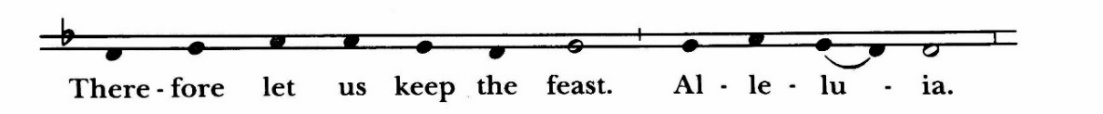 There - fore let us keep the feast. Al - le - lu - ia.